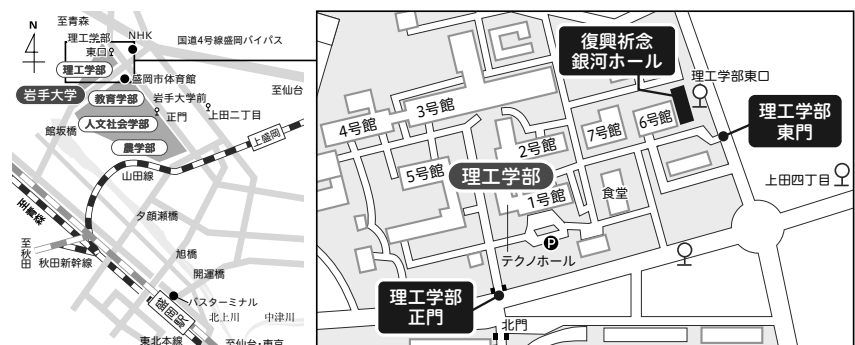 至青森
N
理工学部
東口
NHK
国道4号線盛岡バイパス
理工学部
盛岡市体育館
岩手大学
教育学部
岩手大学前
至仙台
正門
上田二丁目
人文社会学部
館坂橋
農学部
上盛岡
山田線
至青森
夕顔瀬橋
至秋田
秋田新幹線
旭橋
開運橋
バスターミナル
盛岡駅
北上川
中津川
東北本線
至仙台・東京
復興祈念
銀河ホール
理工学部東口
3号館
4号館
6号館
7号館
理工学部
東門
2号館
5号館
理工学部
上田四丁目
1号館
食堂
P
テクノホール
理工学部
正門
北門